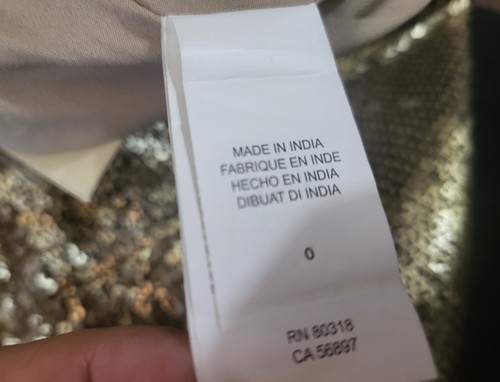 MADE IN INDIA
FABRIQUE EN INDE
HECHO EN INDIA
DIBUAT DI INDIA
0
RN 80318
CA 56897